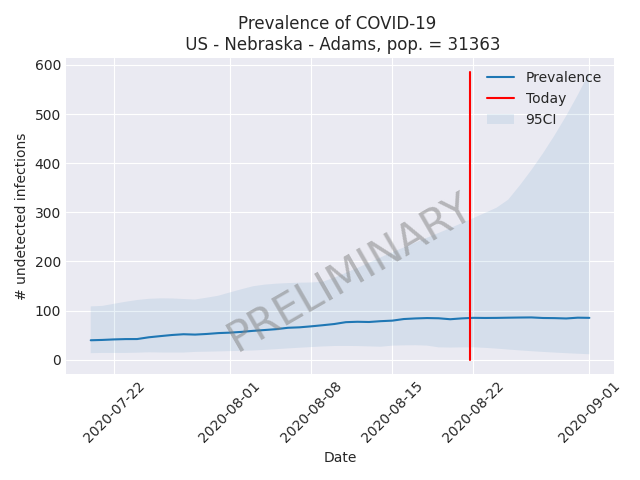 Prevalence of COVID-19
US - Nebraska - Adams, pop. = 31363
600
500
400
300
200
100
0
# undetected infections
Prevalence
Today
95CI
PRELIMINARY
2020-07-22
2020-08-01
2020-08-08
2020-08-15
2020-08-22
2020-09-01
Date